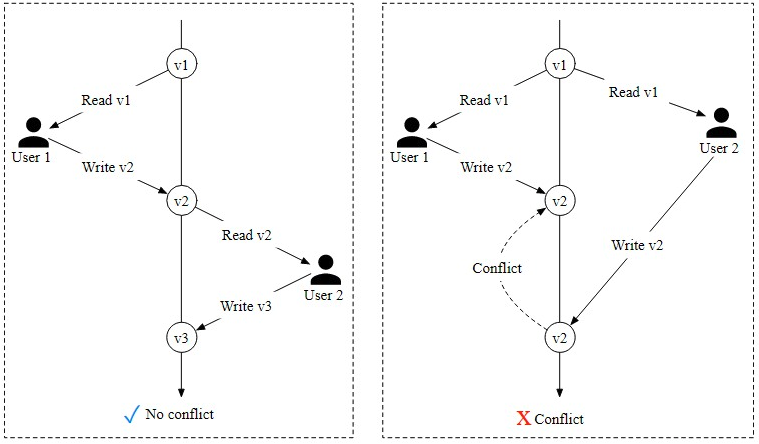 v1
Read v1
User 1
Write v2
v2
Read v2
User 2
Write v3
v3
No conflict
v1
Read v1
Read v1
User 1
User 2
Write v2
v2
Write v2
Conflict
v2
X Conflict